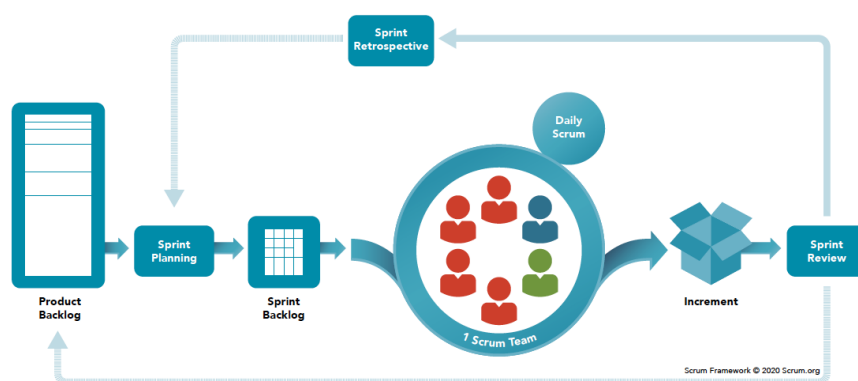 Sprint
Retrospective
Daily
Scrum
Sprint
Planning
Sprint
Review
Product
Backlog
Sprint
Backlog
1 Scrum Team
Increment
Scrum Framework © 2020 Scrum.org